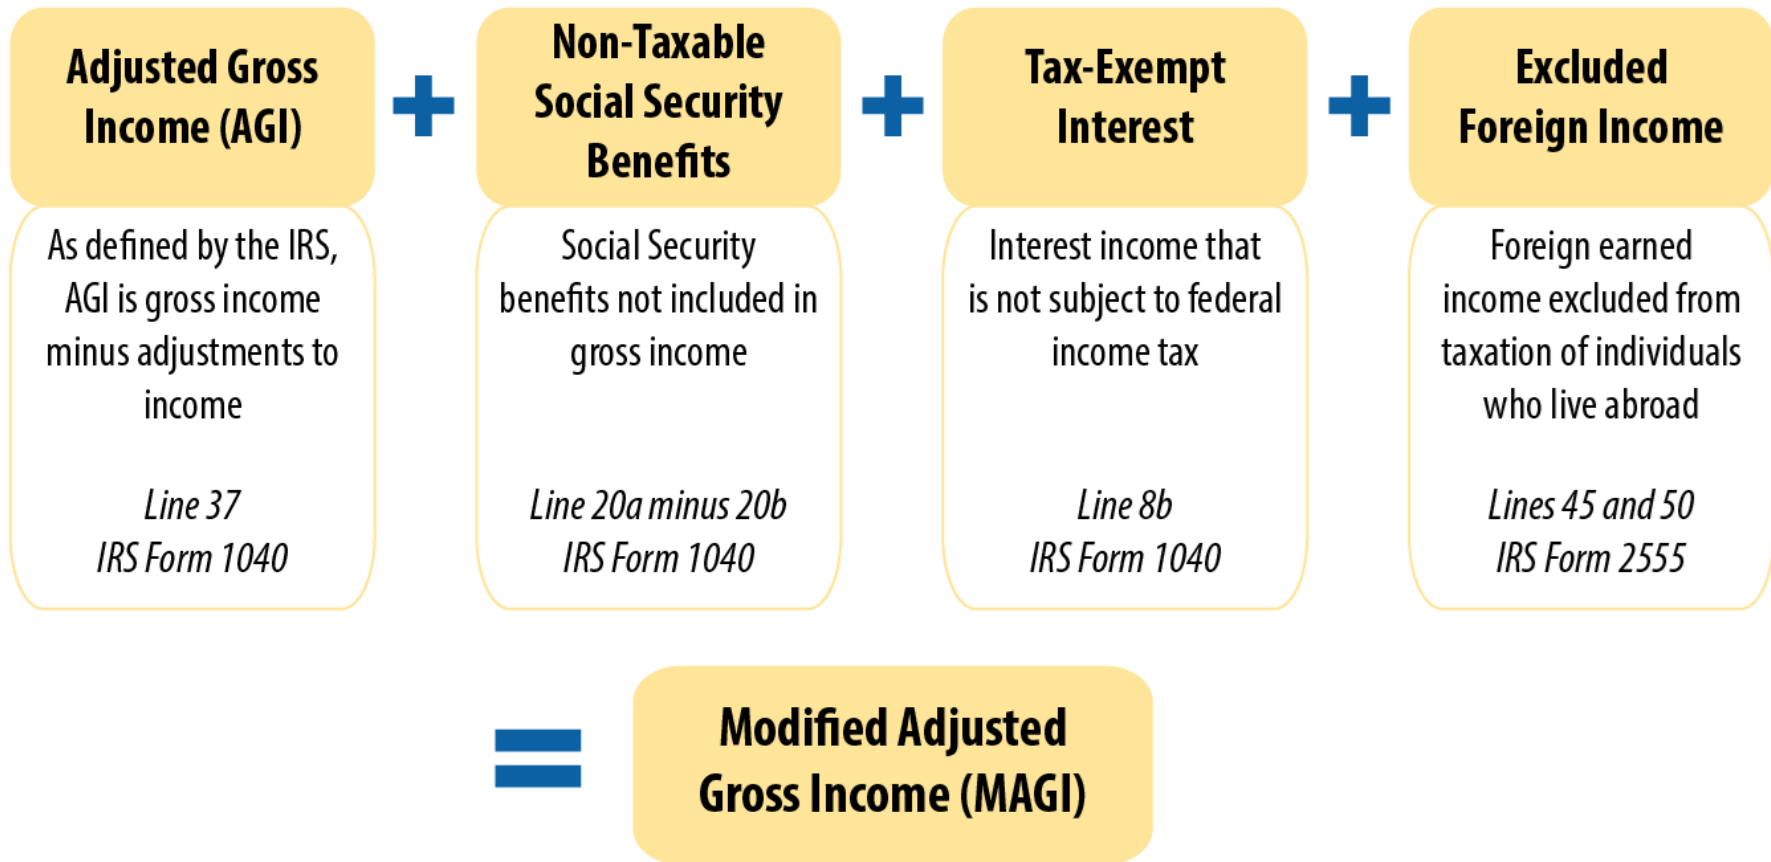 Adjusted Gross
Income (AGI)
+
Non-Taxable
Social Security
Benefits
+
Tax-Exempt
Interest
+
Excluded
Foreign Income
As defined by the IRS,
AGI is gross income
minus adjustments to
income
Line 37
IRS Form 1040
Social Security
benefits not included in
gross income
Line 20a minus 20b
IRS Form 1040
Interest income that
is not subject to federal
income tax
Line 8b
IRS Form 1040
Foreign earned
income excluded from
taxation of individuals
who live abroad
Lines 45 and 50
IRS Form 2555
=
Modified Adjusted
Gross Income (MAGI)